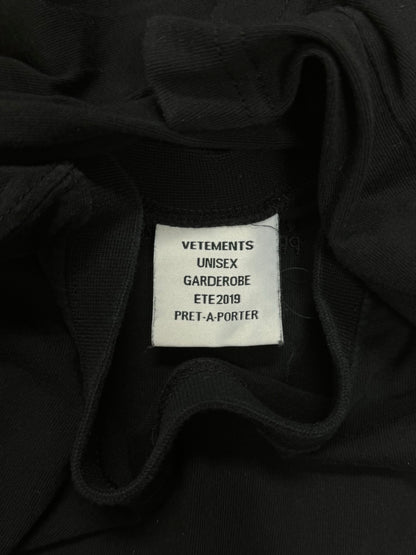 VETEMENTS
UNISEX
GARDEROBE
ETE2019
PRET-A-PORTER